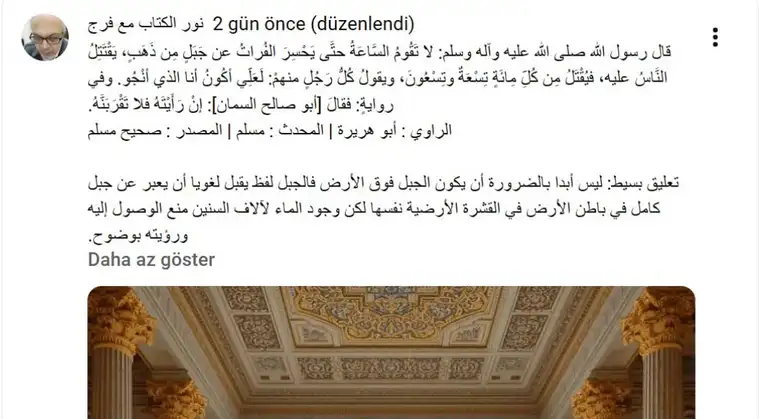 نور الكتاب مع فرج 2 gün önce (düzenlendi)
قال رسول الله صلى الله عليه وآله وسلم: لا تَقُومُ السَّاعَةُ حتَّى يَحْسِرَ الفُراتُ عن جَبَلٍ مِن ذَهَبٍ، يَقْتَتِلُ
النَّاسُ عليه، فيُقْتَلُ مِن كُلِّ مِائَةٍ تِسْعَةٌ وتِسْعُونَ، ويقولُ كُلُّ رَجُلٍ منهمْ: لَعَلِّي أكُونُ أنا الذي أنْجُو. وفي
رواية: فقالَ [أبو صالح السمان]: إنْ رَأَيْتَهُ فلا تَقْرَبَنَّهُ.
الراوي : أبو هريرة | المحدث : مسلم | المصدر : صحيح مسلم
تعليق بسيط: ليس أبدا بالضرورة أن يكون الجبل فوق الأرض فالجبل لفظ يقبل لغويا أن يعبر عن جبل
كامل في باطن الأرض في القشرة الأرضية نفسها لكن وجود الماء لآلاف السنين منع الوصول إليه
ورؤيته بوضوح.
Daha az göster